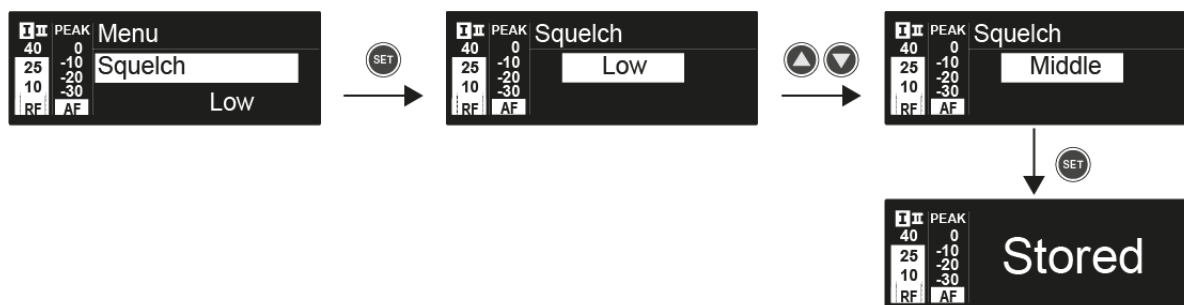 I II PEAK Menu
40 0
25 -10 Squelch
-20
10 -30 Low
RF AF
SET
I II PEAK Squelch
40 0
25 -10 Low
-20
10 -30
RF AF
I II PEAK Squelch
40 0
25 -10 Middle
-20
10 -30
RF AF
SET
I II PEAK
40 0
25 -10 Stored
-20
10 -30
RF AF